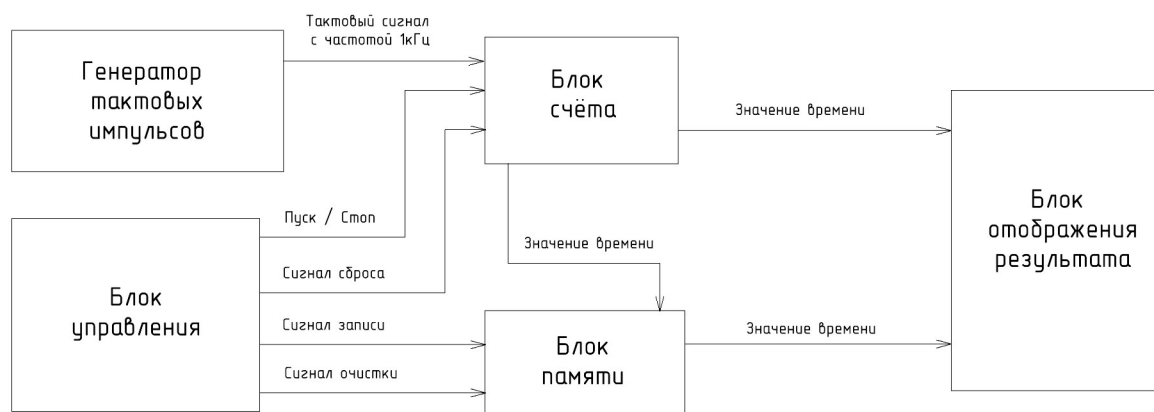 Тактовый сигнал
с частотой 1кГц
Генератор
тактовых
импульсов
Блок
счёта
Значение времени
Блок
отображения
результата
Пуск / Стоп
Значение времени
Сигнал сброса
Блок
управления
Сигнал записи
Блок
памяти
Значение времени
Сигнал очистки